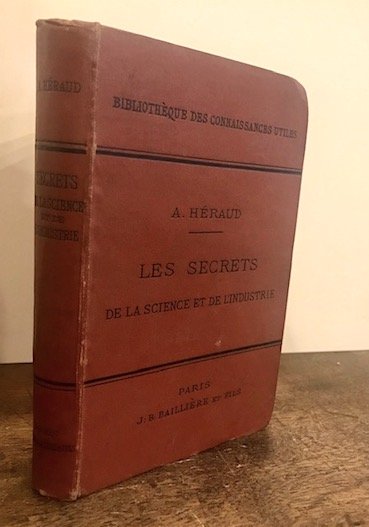 A. HÉRAUD
SECRETS
DE LA SCIENCE
ET DE
L'INDUSTRIE
BIBLIOTHÈQUE DES CONNAISSANCES UTILES
A. HÉRAUD
LES SECRETS
DE LA SCIENCE ET DE L'INDUSTRIE
PARIS
J. B. BAILLIÈRE ET FILS